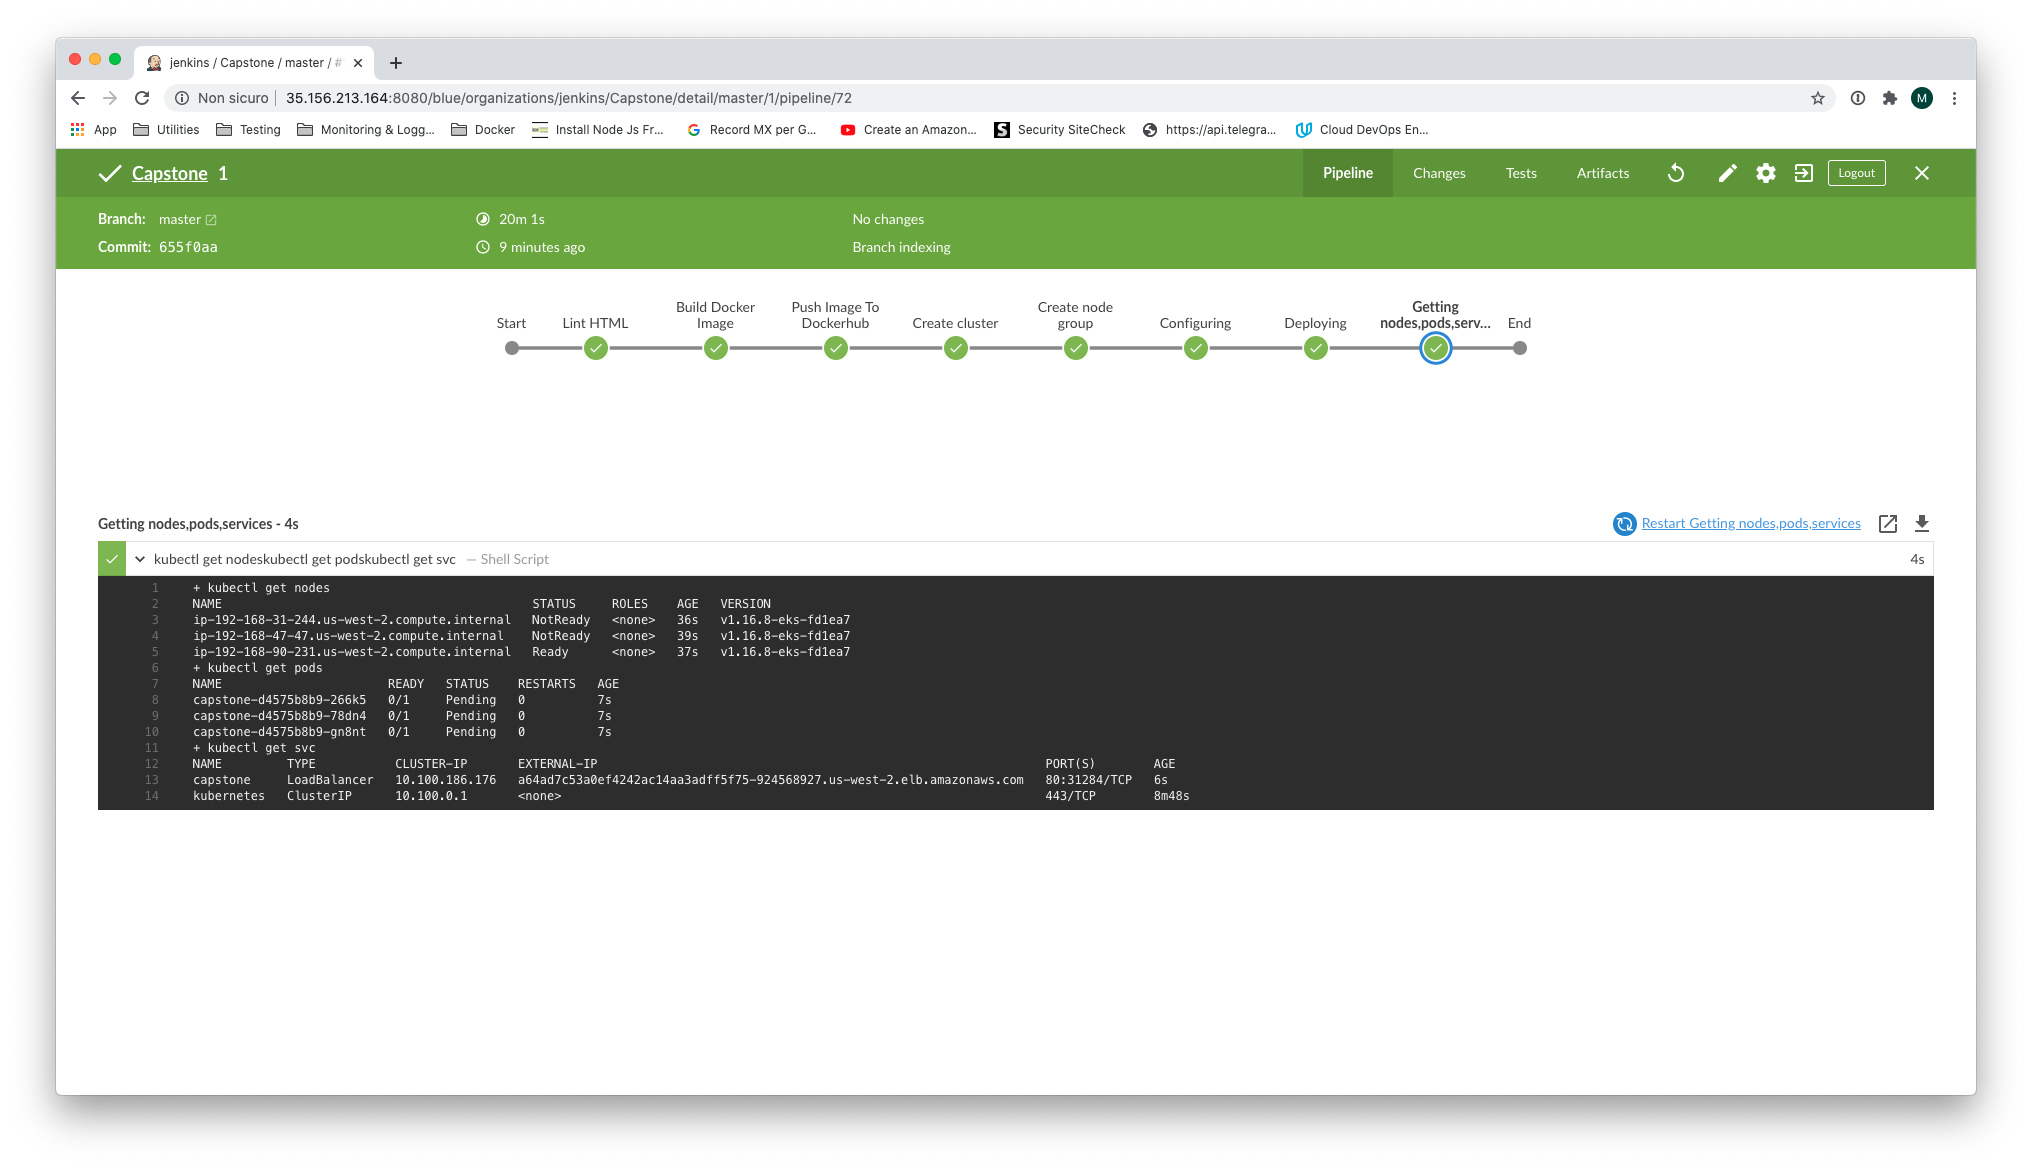 jenkins / Capstone / master / #
Non sicuro 35.156.213.164:8080/blue/organizations/jenkins/Capstone/detail/master/1/pipeline/72 M
App Utilities Testing Monitoring & Logg... Docker Install Node Js Fr... Record MX per G... Create an Amazon... Security SiteCheck https://api.telegra... Cloud DevOps En...
Capstone 1 Pipeline Changes Tests Artifacts Logout
Branch: master 20m 1s No changes
Commit: 655f0aa 9 minutes ago Branch indexing
Start Lint HTML Build Docker Image Push Image To Dockerhub Create cluster Create node group Configuring Deploying Getting nodes,pods,serv... End
Getting nodes,pods,services - 4s Restart Getting nodes,pods,services
kubectl get nodeskubectl get podskubectl get svc — Shell Script 4s
1 + kubectl get nodes
2 NAME STATUS ROLES AGE VERSION
3 ip-192-168-31-244.us-west-2.compute.internal NotReady <none> 36s v1.16.8-eks-fd1ea7
4 ip-192-168-47-47.us-west-2.compute.internal NotReady <none> 39s v1.16.8-eks-fd1ea7
5 ip-192-168-90-231.us-west-2.compute.internal Ready <none> 37s v1.16.8-eks-fd1ea7
6 + kubectl get pods
7 NAME READY STATUS RESTARTS AGE
8 capstone-d4575b8b9-266k5 0/1 Pending 0 7s
9 capstone-d4575b8b9-78dn4 0/1 Pending 0 7s
10 capstone-d4575b8b9-gn8nt 0/1 Pending 0 7s
11 + kubectl get svc
12 NAME TYPE CLUSTER-IP EXTERNAL-IP PORT(S) AGE
13 capstone LoadBalancer 10.100.186.176 a64ad7c53a0ef4242ac14aa3adff5f75-924568927.us-west-2.elb.amazonaws.com 80:31284/TCP 6s
14 kubernetes ClusterIP 10.100.0.1 <none> 443/TCP 8m48s